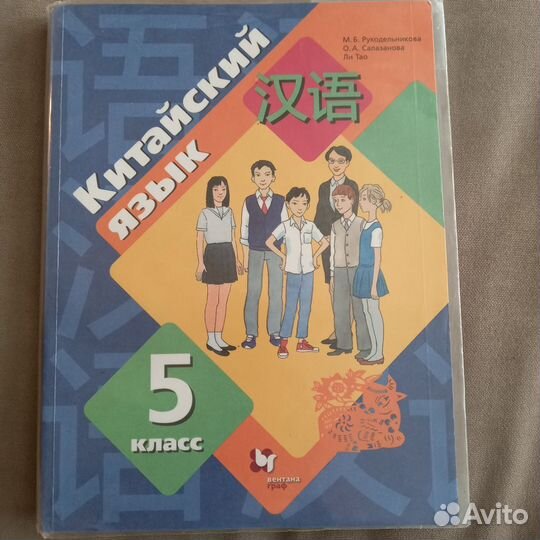 М. Б. Рукодельникова
О. А. Салазанова
Ли Тао
Китайский
язык
汉语
5
класс
вентана
граф
Avito